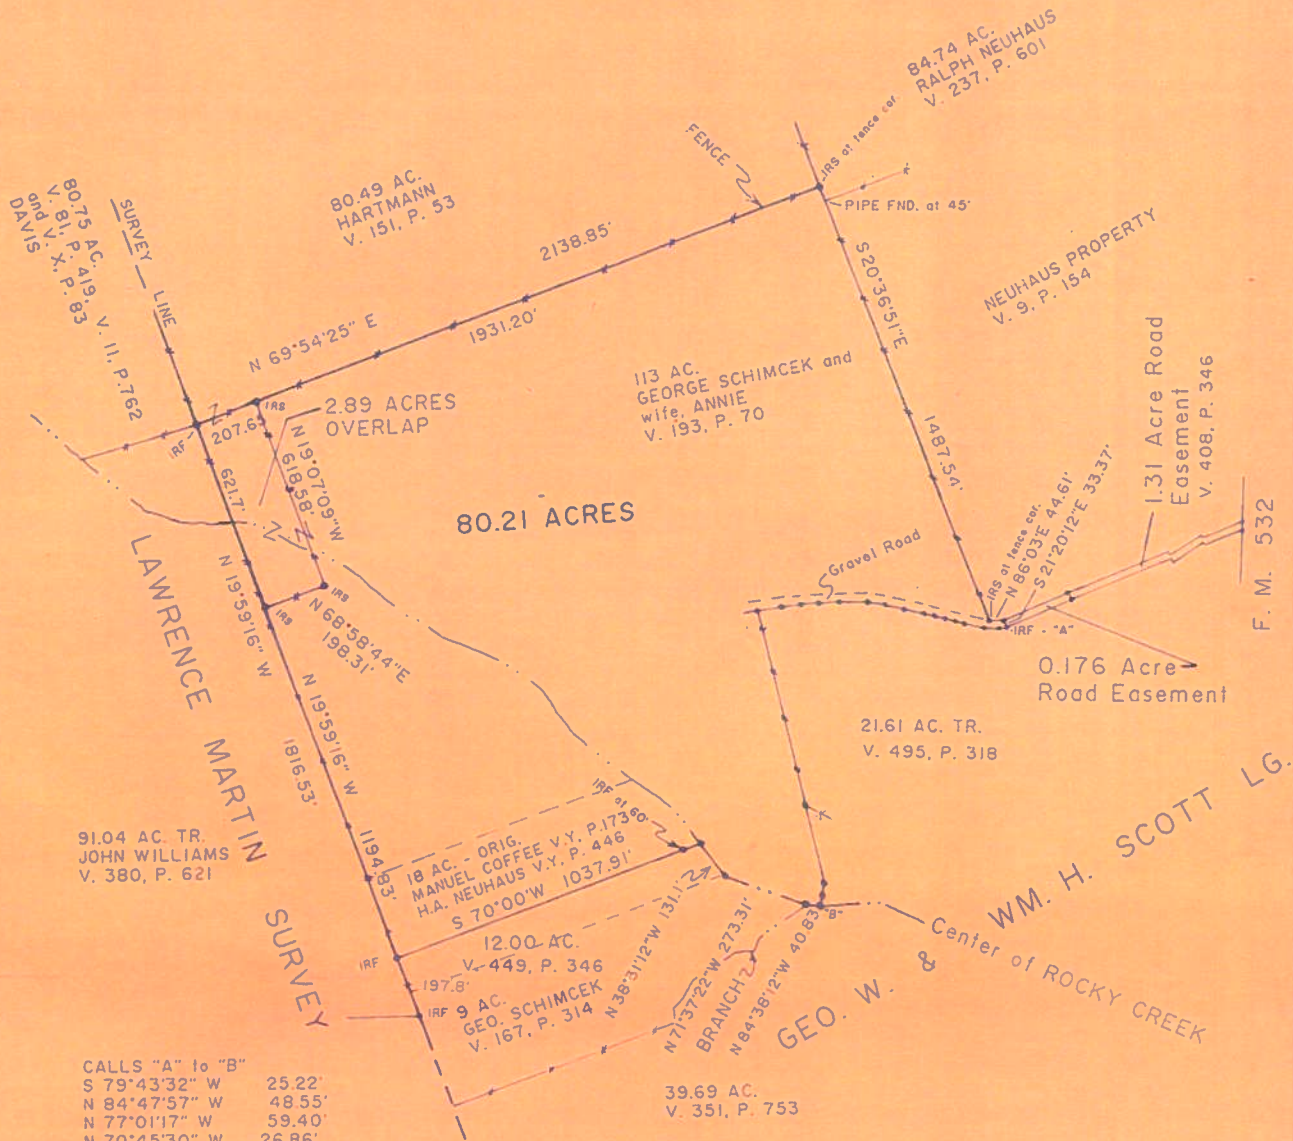 84.74 AC.
RALPH NEUHAUS
V. 237, P. 601
IRS at fence cor.
FENCE
PIPE FND. at 45'
80.49 AC.
HARTMANN
V. 151, P. 53
2138.85'
80.75 AC.
V. 81, P. 419, V. 11, P.762
and V. X, P. 83
DAVIS
SURVEY LINE
N 69°54'25" E
1931.20'
S 20°36'51"E
1487.54'
NEUHAUS PROPERTY
V. 9, P. 154
113 AC.
GEORGE SCHIMCEK and
wife, ANNIE
V. 193, P. 70
1.31 Acre Road
Easement
V. 408, P. 346
IRS
2.89 ACRES
OVERLAP
207.6'
IRF
621.7'
N 19°07'09"W
618.58'
80.21 ACRES
IRS at fence cor.
N 86°03'E 44.61'
S 21°20'12"E 33.37'
F. M. 532
Gravel Road
IRF - "A"
0.176 Acre
Road Easement
IRS
IRS
N 68°58'44"E
198.31'
N 19°59'16" W
N 19°59'16" W
1816.53'
1194.83'
LAWRENCE MARTIN SURVEY
21.61 AC. TR.
V. 495, P. 318
91.04 AC. TR.
JOHN WILLIAMS
V. 380, P. 621
IRF at 60'
18 AC. - ORIG.
MANUEL COFFEE V.Y, P.173
H.A. NEUHAUS V.Y, P. 446
S 70°00'W 1037.91'
12.00 AC.
V. 449, P. 346
IRF
197.8'
IRF
9 AC.
GEO. SCHIMCEK
V. 167, P. 314
N 38°31'12"W 131.1'
N 71°37'22"W 273.31'
BRANCH
N 84°38'12"W 40.83'
"B"
GEO. W. & WM. H. SCOTT LG.
Center of ROCKY CREEK
39.69 AC.
V. 351, P. 753
CALLS "A" to "B"
S 79°43'32" W 25.22'
N 84°47'57" W 48.55'
N 77°01'17" W 59.40'
N 70°45'30" W 26.86'